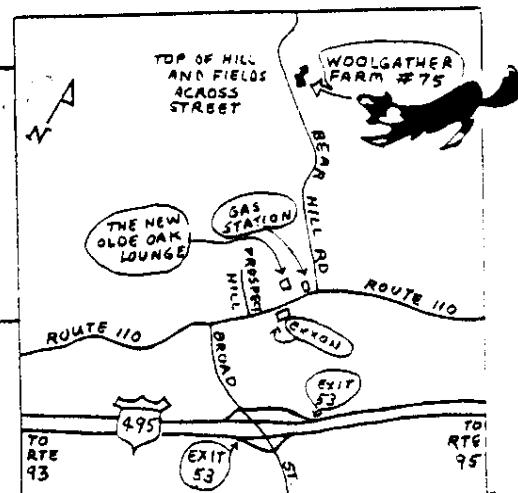 TOP OF HILL
AND FIELDS
ACROSS
STREET
WOOLGATHER
FARM #75
N
BEAR HILL RD
GAS
STATION
THE NEW
OLDE OAK
LOUNGE
PROSPECT
HILL
ROUTE 110
ROUTE 110
EXXON
BROAD ST.
EXIT
53
495
TO
RTE
93
EXIT
53
TO
RTE
95